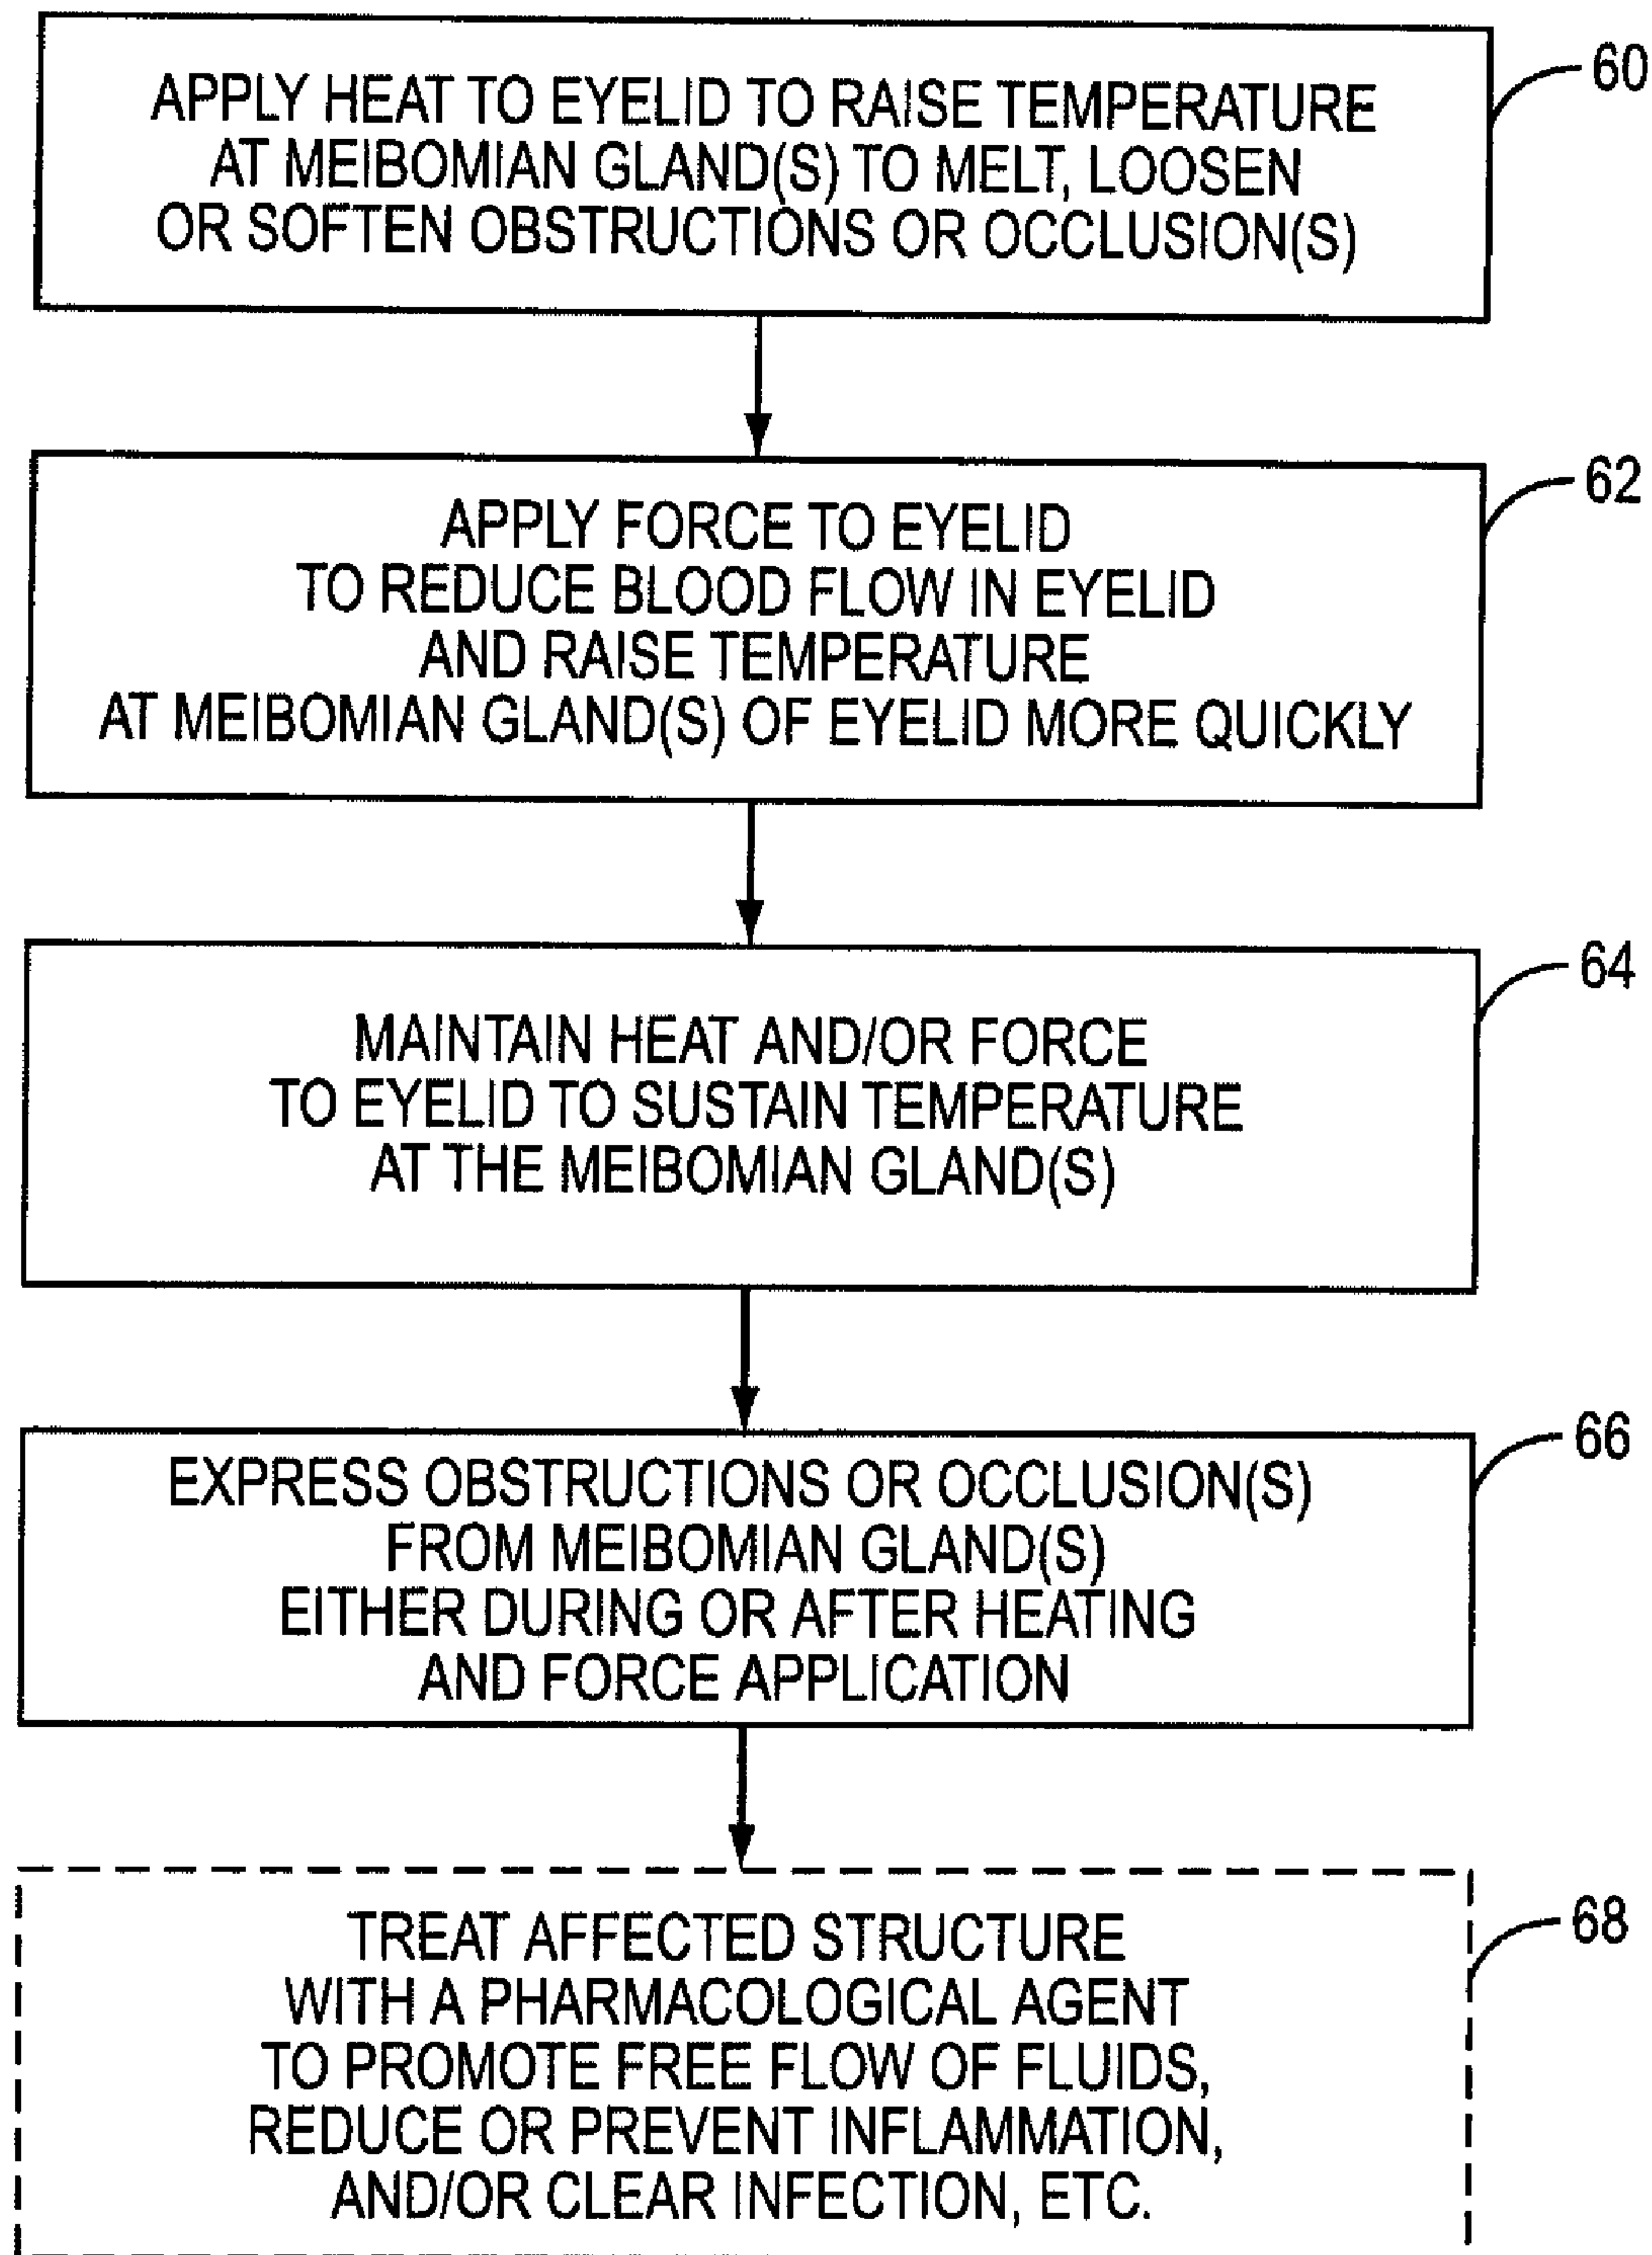 APPLY HEAT TO EYELID TO RAISE TEMPERATURE
AT MEIBOMIAN GLAND(S) TO MELT, LOOSEN
OR SOFTEN OBSTRUCTIONS OR OCCLUSION(S)
60
APPLY FORCE TO EYELID
TO REDUCE BLOOD FLOW IN EYELID
AND RAISE TEMPERATURE
AT MEIBOMIAN GLAND(S) OF EYELID MORE QUICKLY
62
MAINTAIN HEAT AND/OR FORCE
TO EYELID TO SUSTAIN TEMPERATURE
AT THE MEIBOMIAN GLAND(S)
64
EXPRESS OBSTRUCTIONS OR OCCLUSION(S)
FROM MEIBOMIAN GLAND(S)
EITHER DURING OR AFTER HEATING
AND FORCE APPLICATION
66
TREAT AFFECTED STRUCTURE
WITH A PHARMACOLOGICAL AGENT
TO PROMOTE FREE FLOW OF FLUIDS,
REDUCE OR PREVENT INFLAMMATION,
AND/OR CLEAR INFECTION, ETC.
68